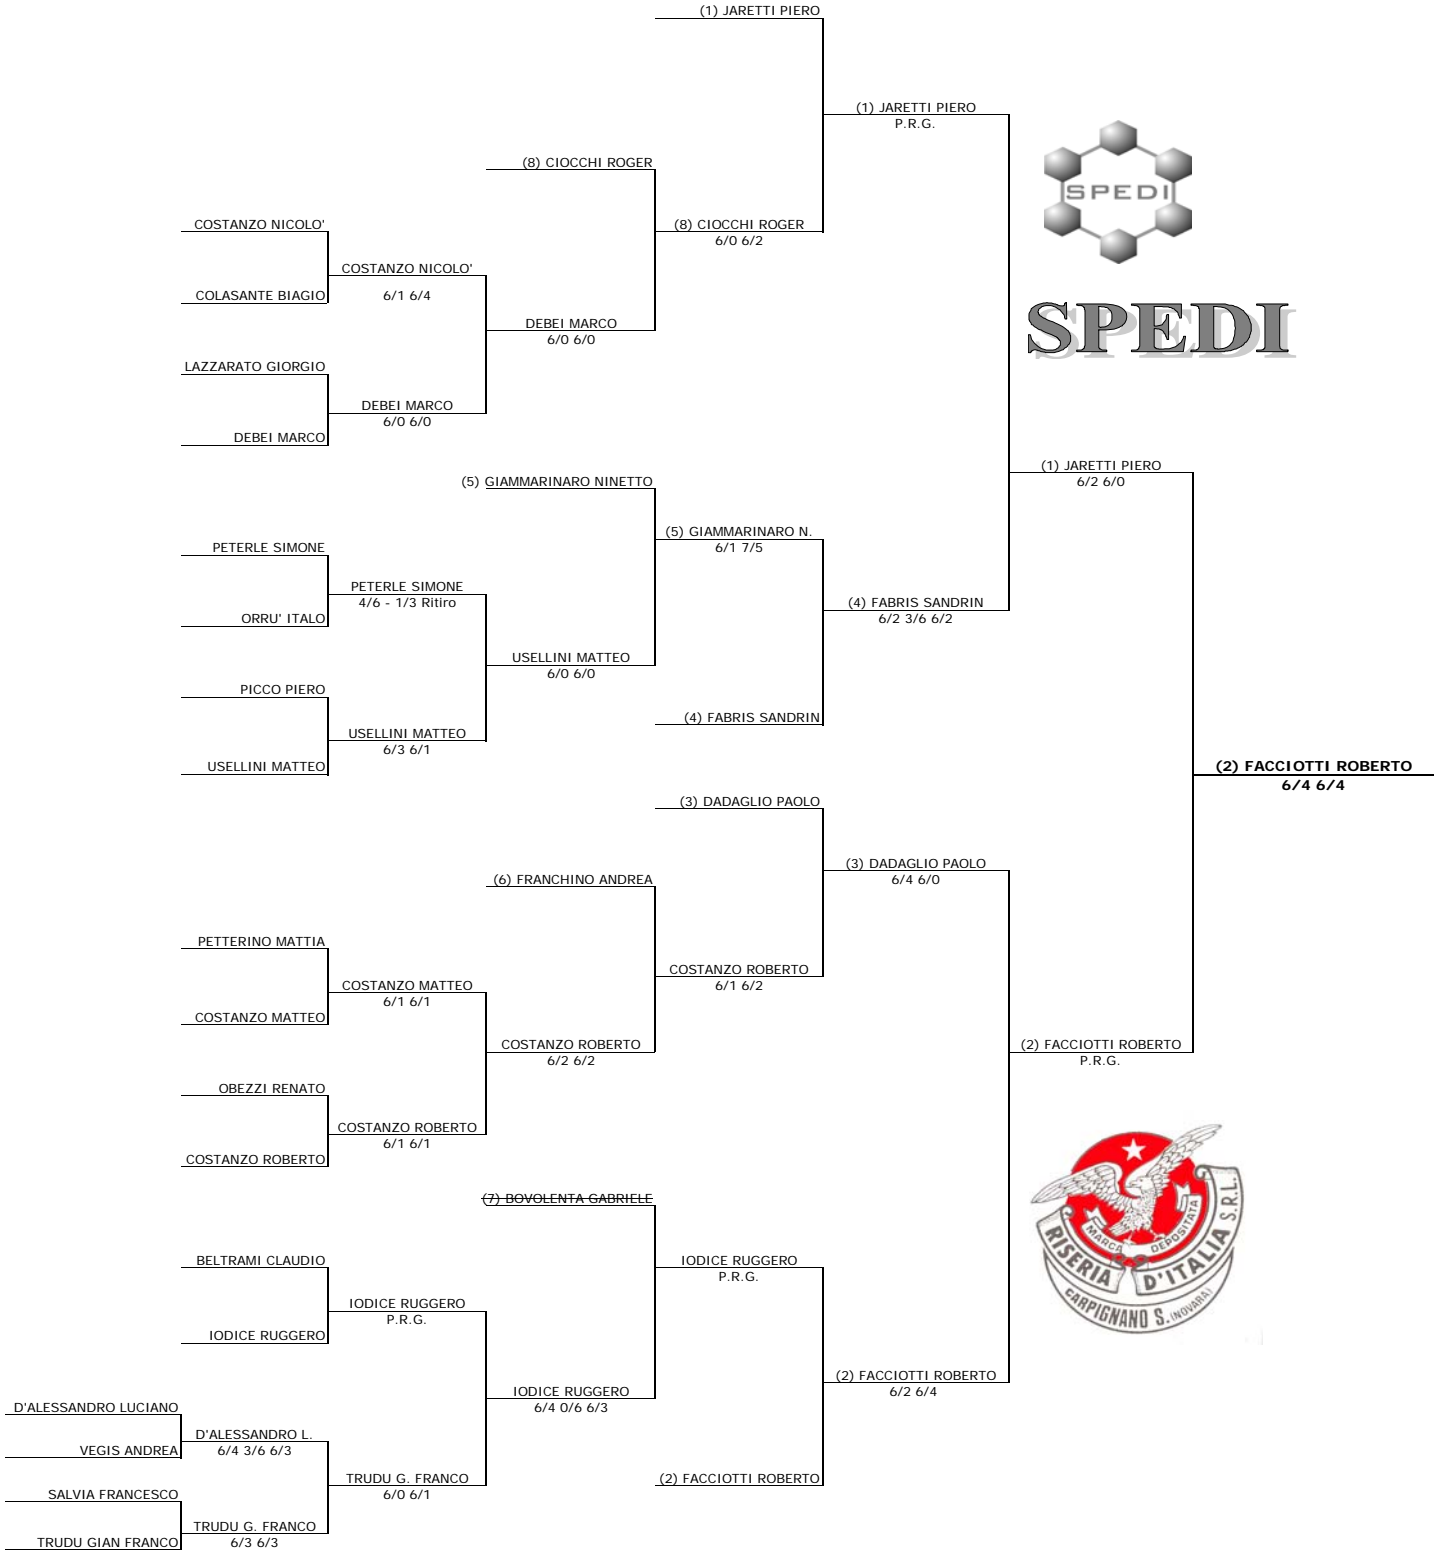 (1) JARETTI PIERO
(1) JARETTI PIERO
P.R.G.
(8) CIOCCHI ROGER
SPEDI
COSTANZO NICOLO'
(8) CIOCCHI ROGER
6/0 6/2
COSTANZO NICOLO'
COLASANTE BIAGIO
6/1 6/4
SPEDI
DEBEI MARCO
6/0 6/0
LAZZARATO GIORGIO
DEBEI MARCO
6/0 6/0
DEBEI MARCO
(1) JARETTI PIERO
6/2 6/0
(5) GIAMMARINARO NINETTO
(5) GIAMMARINARO N.
6/1 7/5
PETERLE SIMONE
PETERLE SIMONE
4/6 - 1/3 Ritiro
(4) FABRIS SANDRIN
6/2 3/6 6/2
ORRU' ITALO
USELLINI MATTEO
6/0 6/0
PICCO PIERO
(4) FABRIS SANDRIN
USELLINI MATTEO
6/3 6/1
USELLINI MATTEO
(2) FACCIOTTI ROBERTO
6/4 6/4
(3) DADAGLIO PAOLO
(3) DADAGLIO PAOLO
6/4 6/0
(6) FRANCHINO ANDREA
PETTERINO MATTIA
COSTANZO ROBERTO
6/1 6/2
COSTANZO MATTEO
6/1 6/1
COSTANZO MATTEO
COSTANZO ROBERTO
6/2 6/2
(2) FACCIOTTI ROBERTO
P.R.G.
OBEZZI RENATO
COSTANZO ROBERTO
6/1 6/1
COSTANZO ROBERTO
(7) BOVOLENTA GABRIELE
MARCA DEPOSITATA
RISERIA D'ITALIA S.R.L.
CARPIGNANO S. (NOVARA)
BELTRAMI CLAUDIO
IODICE RUGGERO
P.R.G.
IODICE RUGGERO
P.R.G.
IODICE RUGGERO
(2) FACCIOTTI ROBERTO
6/2 6/4
IODICE RUGGERO
6/4 0/6 6/3
D'ALESSANDRO LUCIANO
D'ALESSANDRO L.
6/4 3/6 6/3
VEGIS ANDREA
TRUDU G. FRANCO
6/0 6/1
(2) FACCIOTTI ROBERTO
SALVIA FRANCESCO
TRUDU G. FRANCO
6/3 6/3
TRUDU GIAN FRANCO